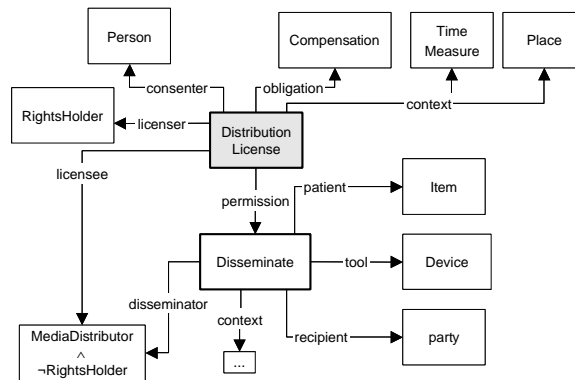 Person
Compensation
Time
Measure
Place
consenter
obligation
context
RightsHolder
licenser
Distribution
License
licensee
permission
patient
Item
Disseminate
tool
Device
disseminator
context
recipient
party
MediaDistributor
∧
¬RightsHolder
...